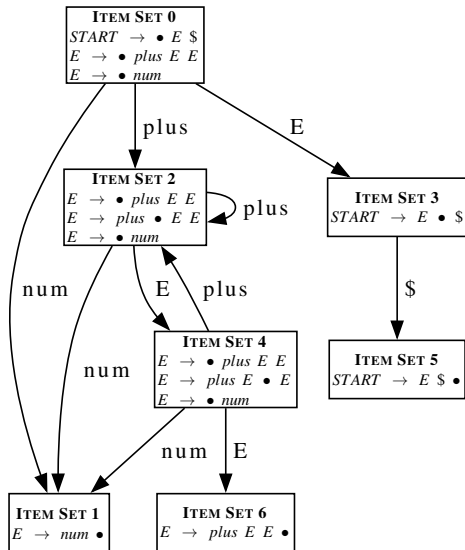 ITEM SET 0
START → • E $
E → • plus E E
E → • num
plus
E
ITEM SET 2
E → • plus E E
E → plus • E E
E → • num
plus
ITEM SET 3
START → E • $
num
E
plus
$
num
ITEM SET 4
E → • plus E E
E → plus E • E
E → • num
ITEM SET 5
START → E $ •
num
E
ITEM SET 1
E → num •
ITEM SET 6
E → plus E E •